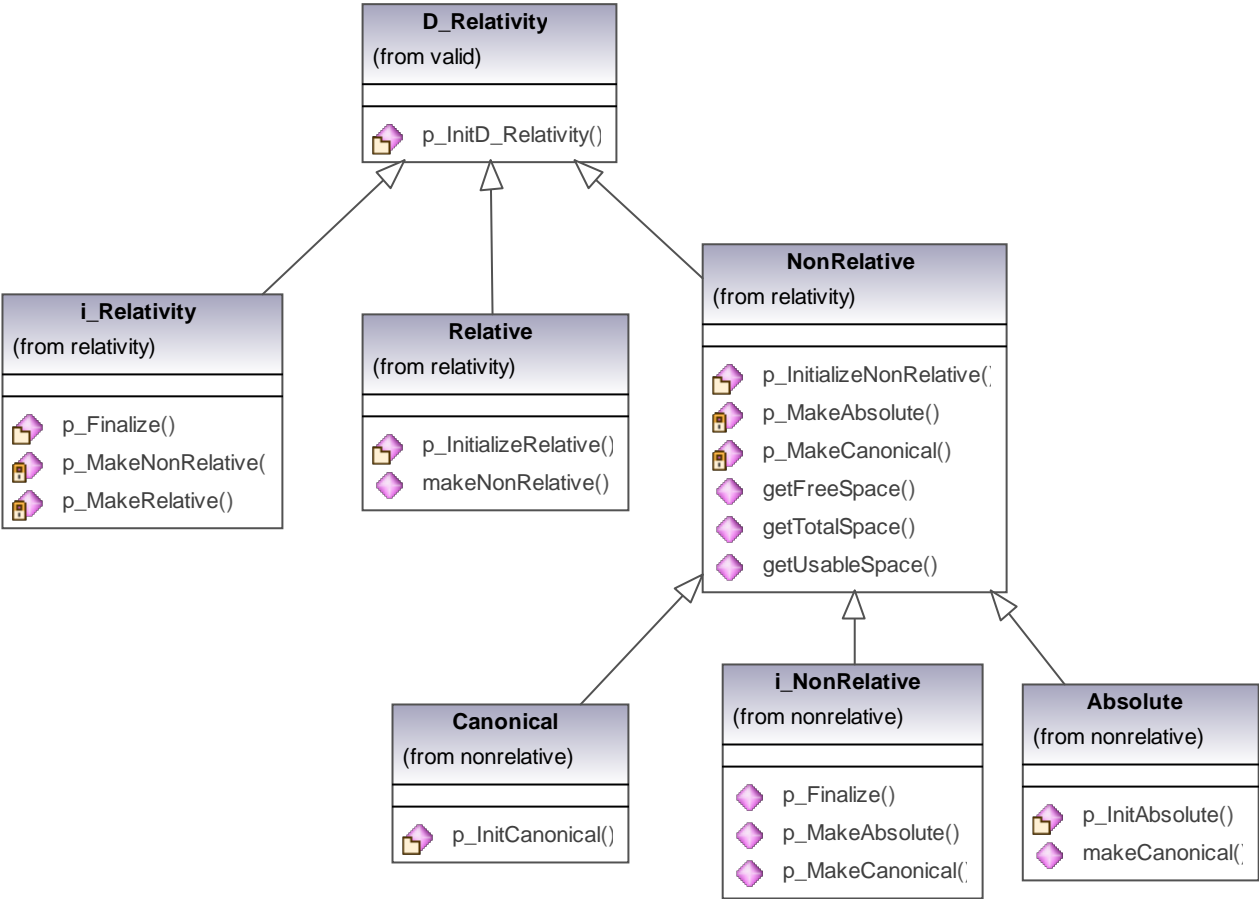 D_Relativity
(from valid)
p_InitD_Relativity()
i_Relativity
(from relativity)
p_Finalize()
p_MakeNonRelative(
p_MakeRelative()
Relative
(from relativity)
p_InitializeRelative()
makeNonRelative()
NonRelative
(from relativity)
p_InitializeNonRelative(
p_MakeAbsolute()
p_MakeCanonical()
getFreeSpace()
getTotalSpace()
getUsableSpace()
Canonical
(from nonrelative)
p_InitCanonical()
i_NonRelative
(from nonrelative)
p_Finalize()
p_MakeAbsolute()
p_MakeCanonical(
Absolute
(from nonrelative)
p_InitAbsolute()
makeCanonical(